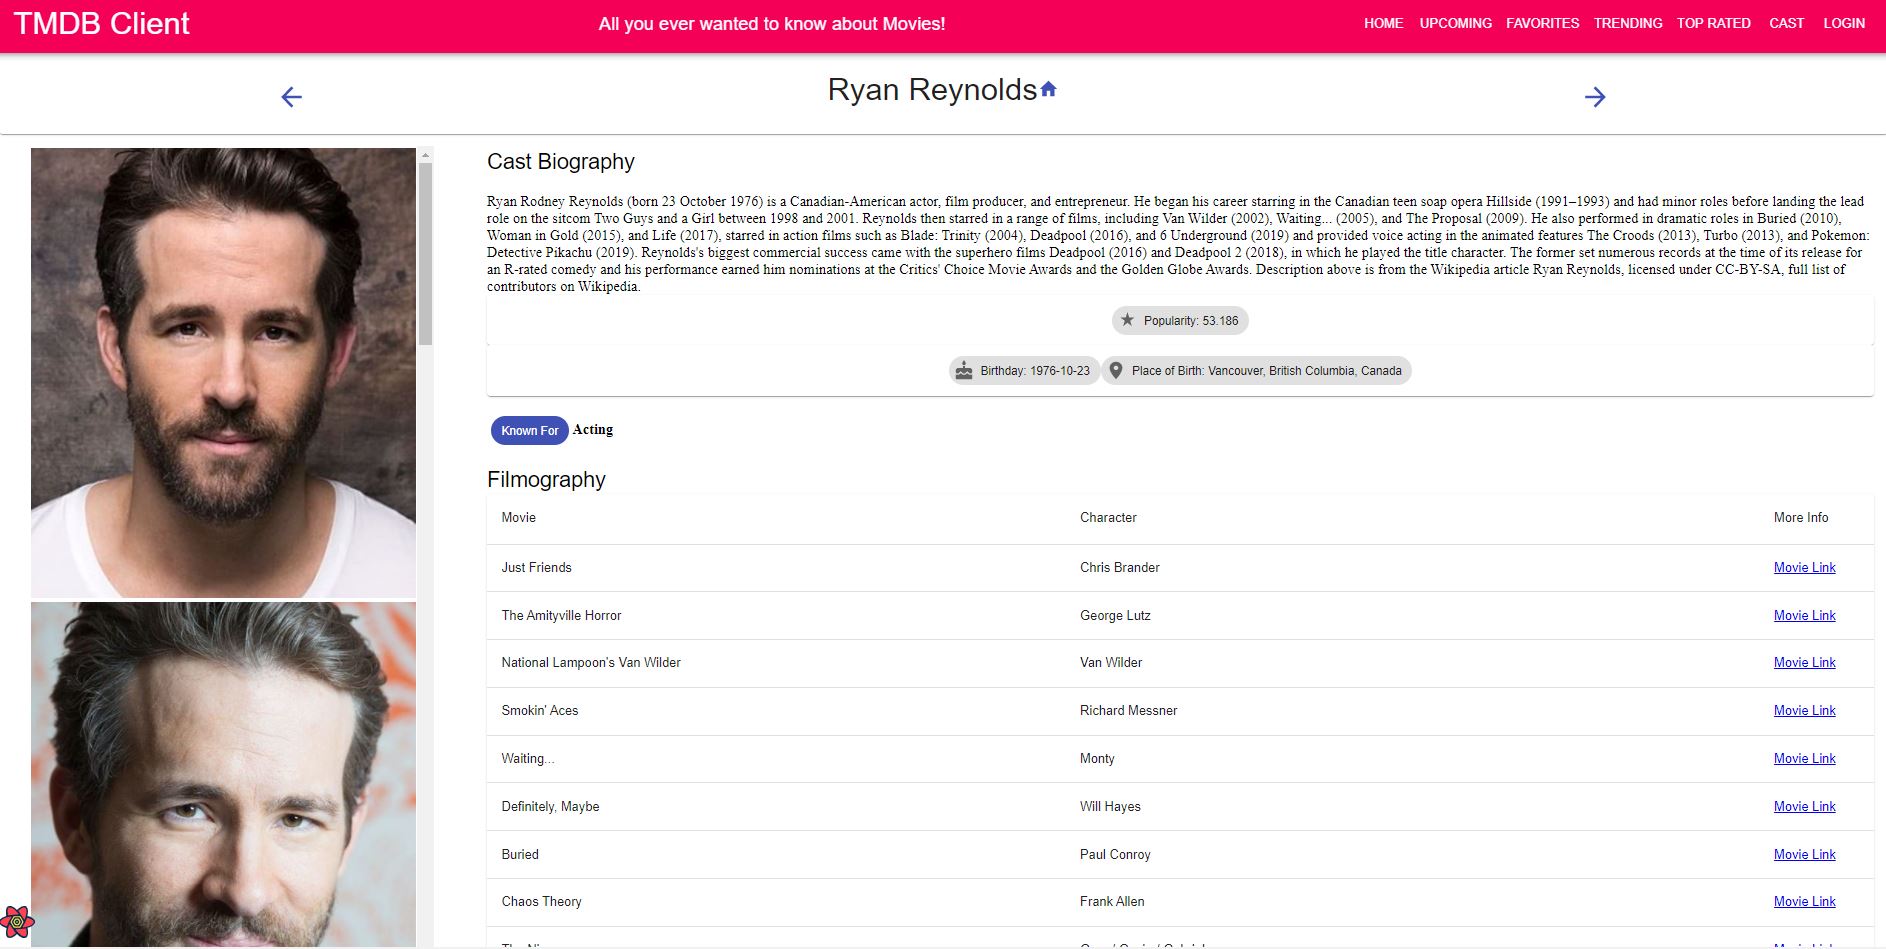 TMDB Client
All you ever wanted to know about Movies!
HOME UPCOMING FAVORITES TRENDING TOP RATED CAST LOGIN
Ryan Reynolds
Cast Biography
Ryan Rodney Reynolds (born 23 October 1976) is a Canadian-American actor, film producer, and entrepreneur. He began his career starring in the Canadian teen soap opera Hillside (1991–1993) and had minor roles before landing the lead
role on the sitcom Two Guys and a Girl between 1998 and 2001. Reynolds then starred in a range of films, including Van Wilder (2002), Waiting... (2005), and The Proposal (2009). He also performed in dramatic roles in Buried (2010),
Woman in Gold (2015), and Life (2017), starred in action films such as Blade: Trinity (2004), Deadpool (2016), and 6 Underground (2019) and provided voice acting in the animated features The Croods (2013), Turbo (2013), and Pokemon:
Detective Pikachu (2019). Reynolds's biggest commercial success came with the superhero films Deadpool (2016) and Deadpool 2 (2018), in which he played the title character. The former set numerous records at the time of its release for
an R-rated comedy and his performance earned him nominations at the Critics' Choice Movie Awards and the Golden Globe Awards. Description above is from the Wikipedia article Ryan Reynolds, licensed under CC-BY-SA, full list of
contributors on Wikipedia.
Popularity: 53.186
Birthday: 1976-10-23 Place of Birth: Vancouver, British Columbia, Canada
Known For Acting
Filmography
Movie Character More Info
Just Friends Chris Brander Movie Link
The Amityville Horror George Lutz Movie Link
National Lampoon's Van Wilder Van Wilder Movie Link
Smokin' Aces Richard Messner Movie Link
Waiting... Monty Movie Link
Definitely, Maybe Will Hayes Movie Link
Buried Paul Conroy Movie Link
Chaos Theory Frank Allen Movie Link